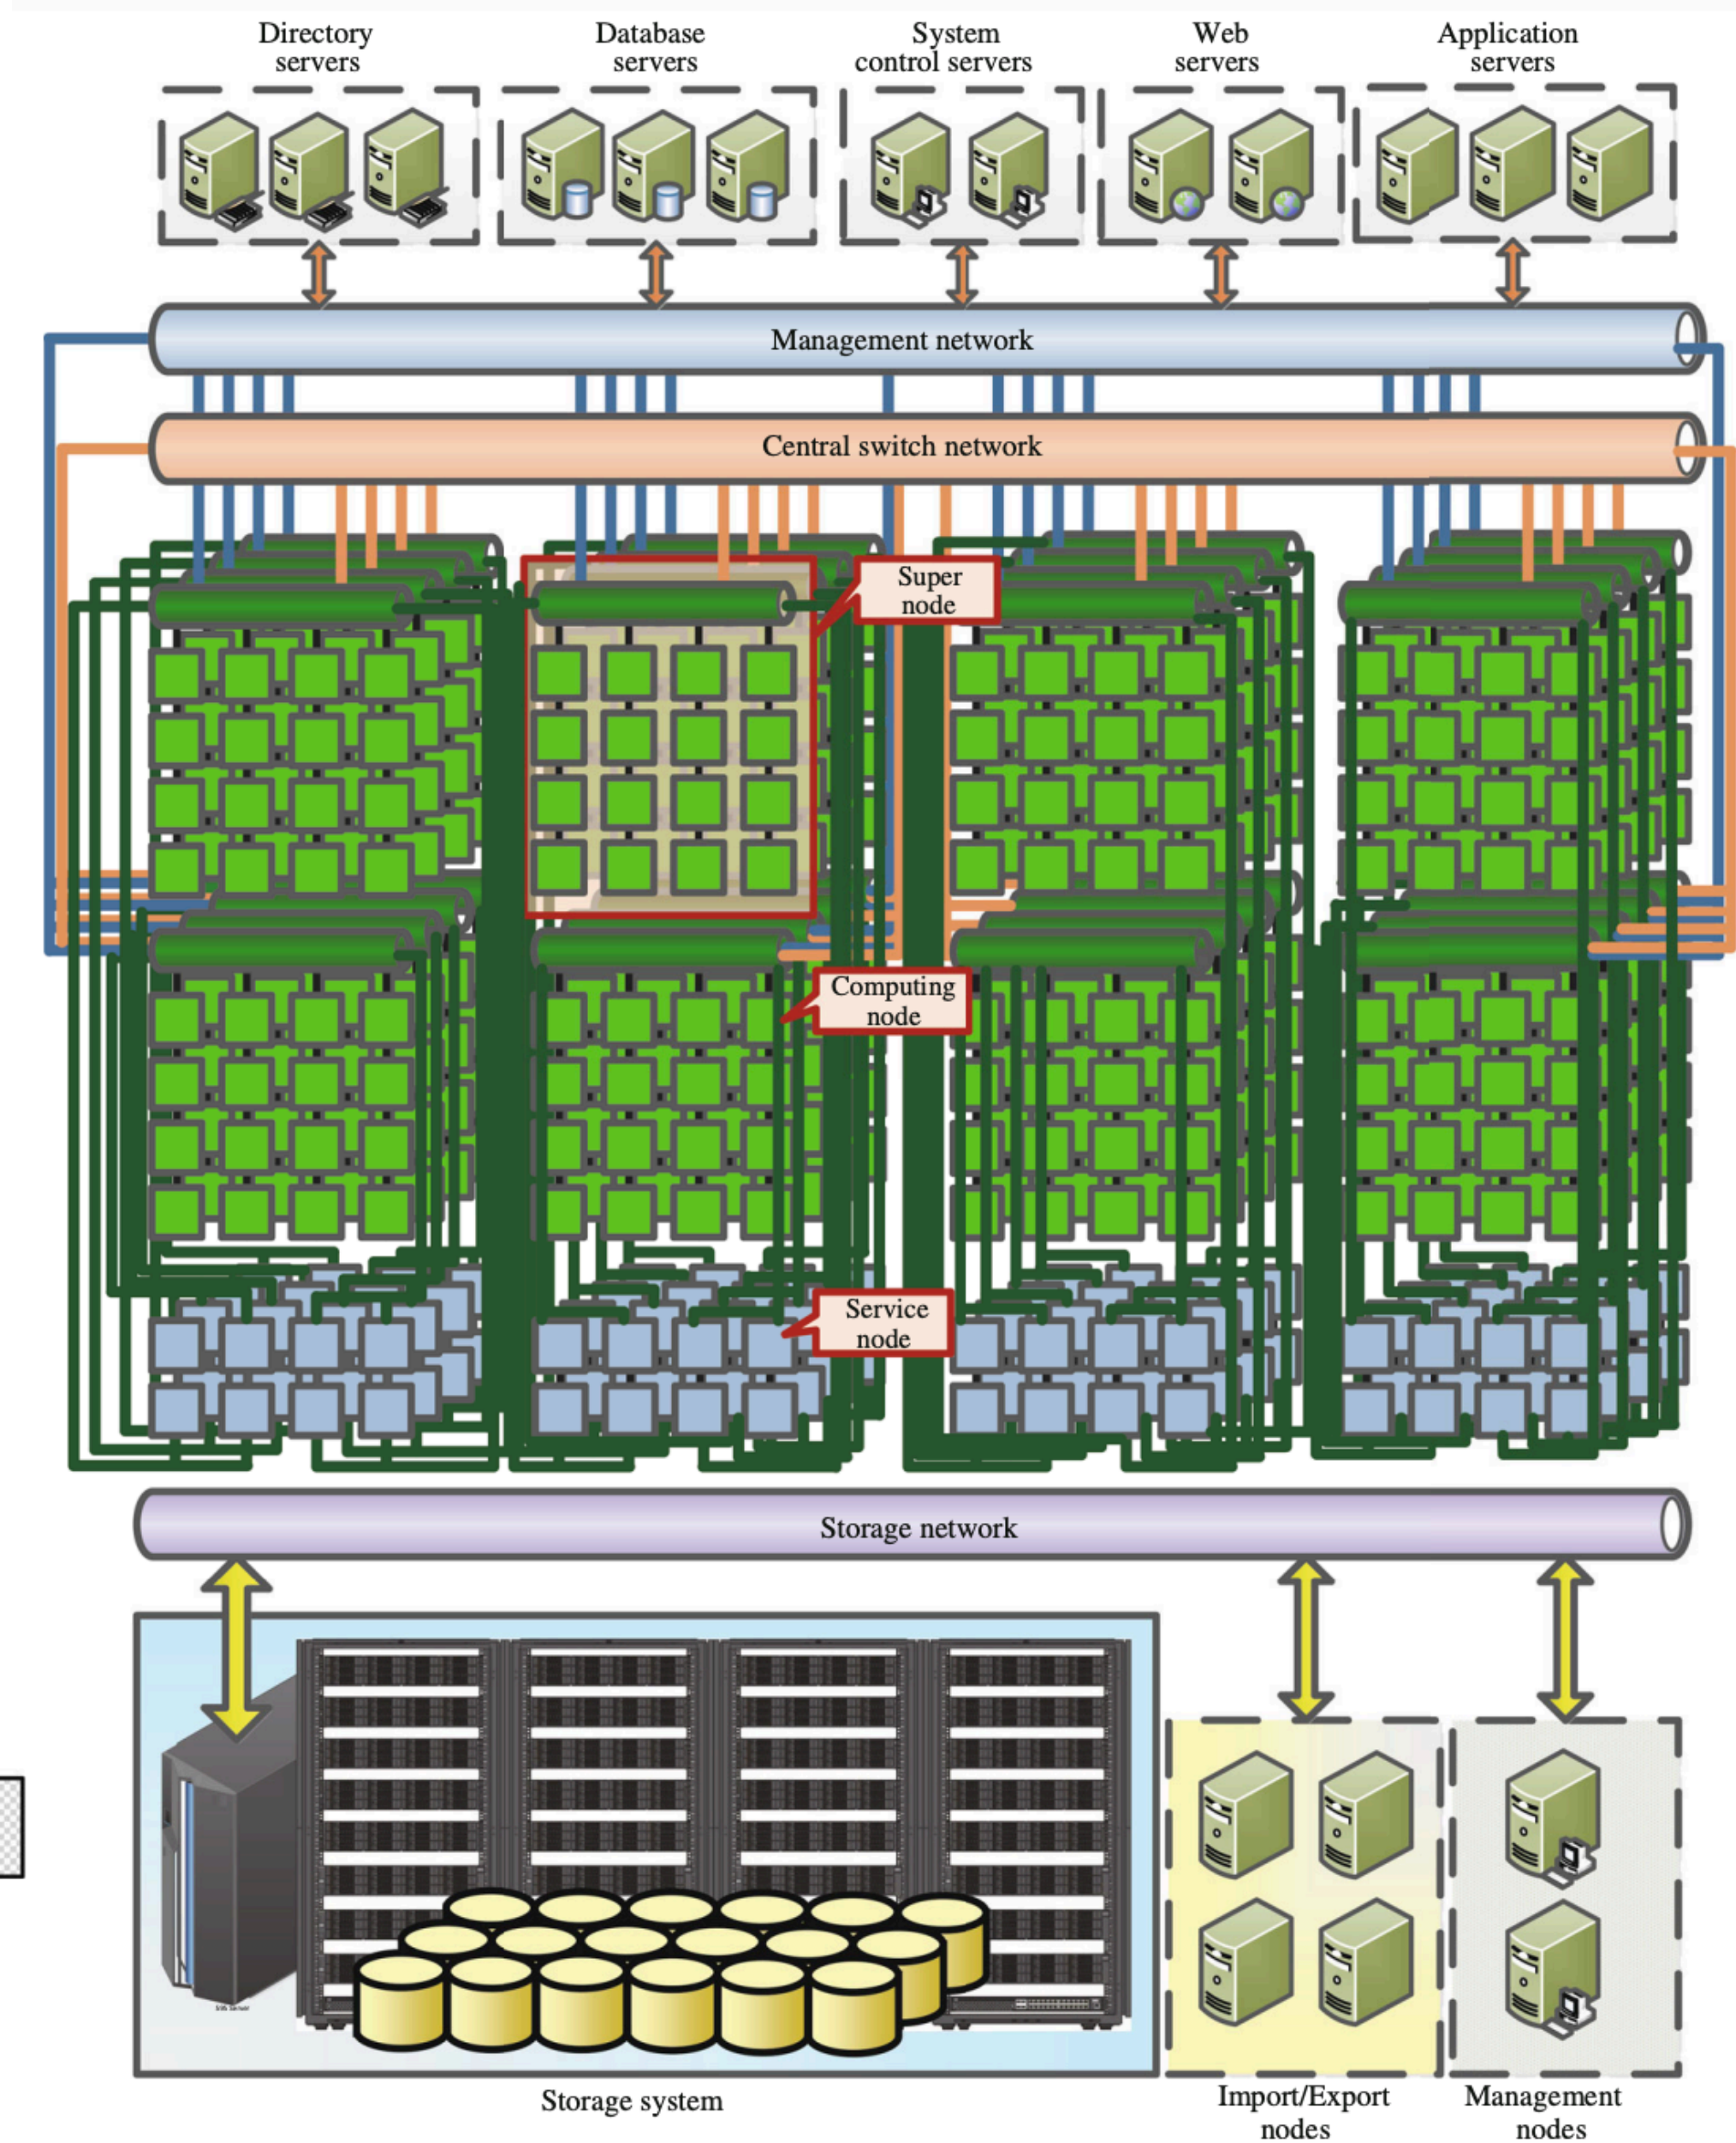 Directory
servers
Database
servers
System
control servers
Web
servers
Application
servers
Management network
Central switch network
Super
node
Computing
node
Service
node
Storage network
Storage system
Import/Export
nodes
Management
nodes